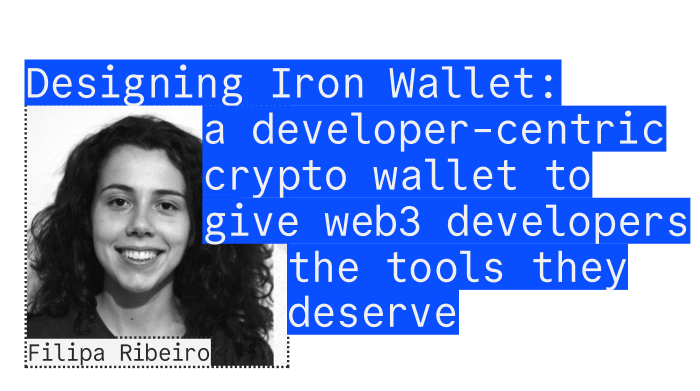 Designing Iron Wallet:
a developer-centric
crypto wallet to
give web3 developers
the tools they
deserve
Filipa Ribeiro